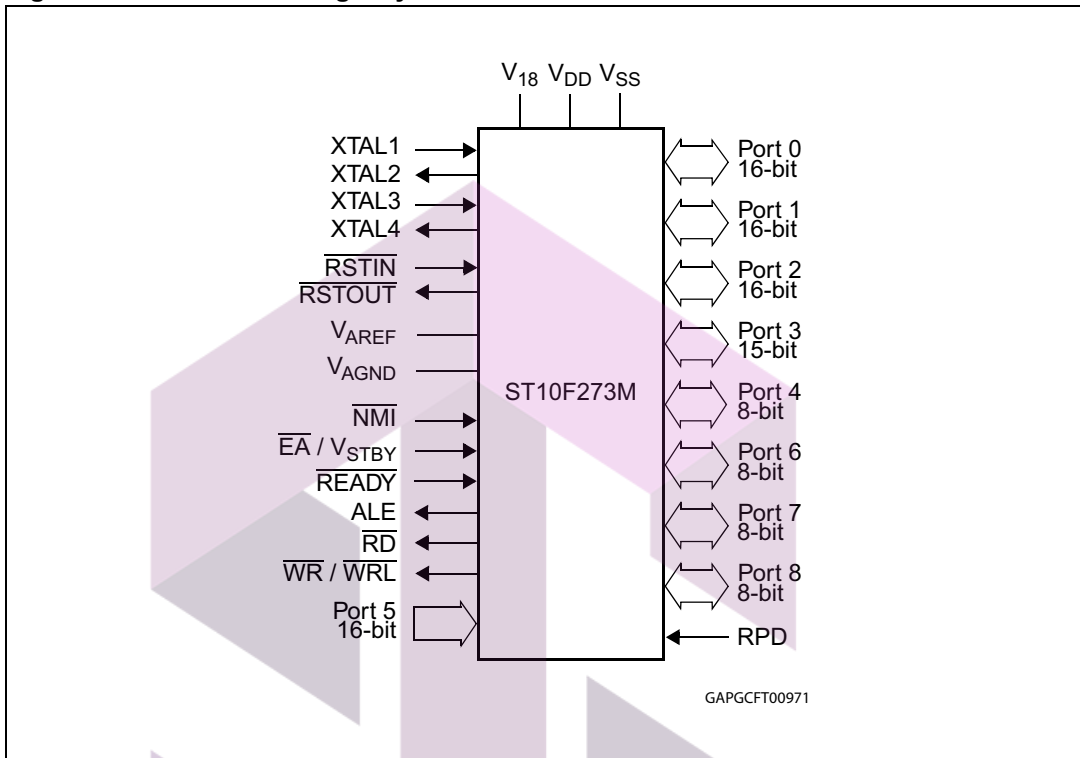 V18 VDD VSS
XTAL1
XTAL2
XTAL3
XTAL4
RSTIN
RSTOUT
VAREF
VAGND
NMI
EA / VSTBY
READY
ALE
RD
WR / WRL
Port 5
16-bit
ST10F273M
Port 0
16-bit
Port 1
16-bit
Port 2
16-bit
Port 3
15-bit
Port 4
8-bit
Port 6
8-bit
Port 7
8-bit
Port 8
8-bit
RPD
GAPGCFT00971